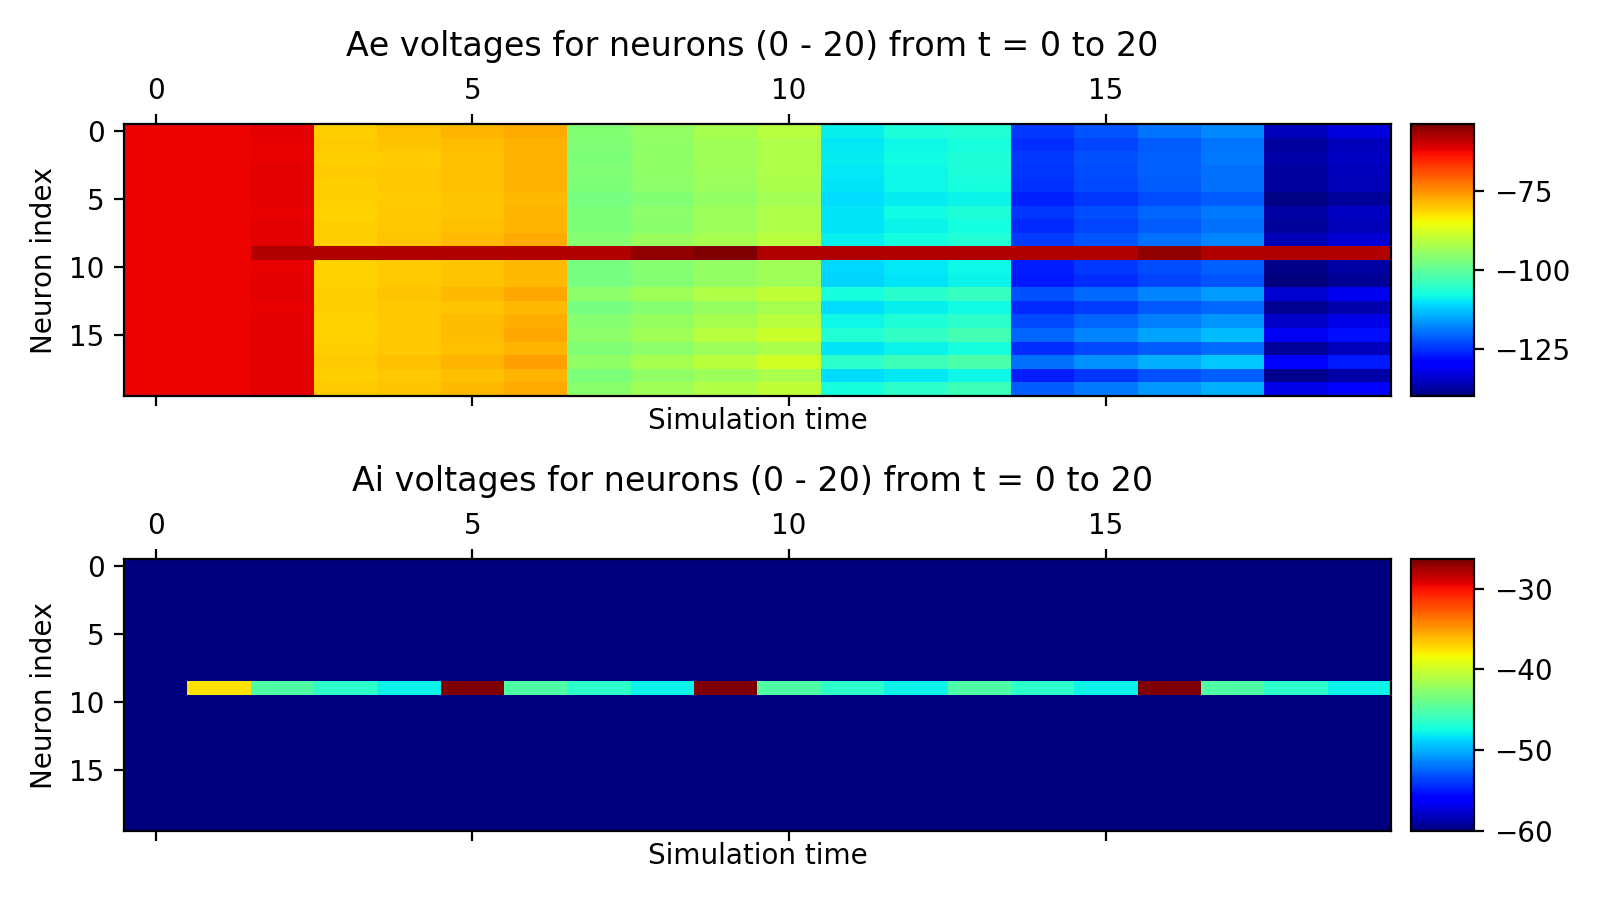 Ae voltages for neurons (0 - 20) from t = 0 to 20
0 5 10 15
Neuron index
0
5
10
15
Simulation time
−75
−100
−125
Ai voltages for neurons (0 - 20) from t = 0 to 20
0 5 10 15
Neuron index
0
5
10
15
Simulation time
−30
−40
−50
−60